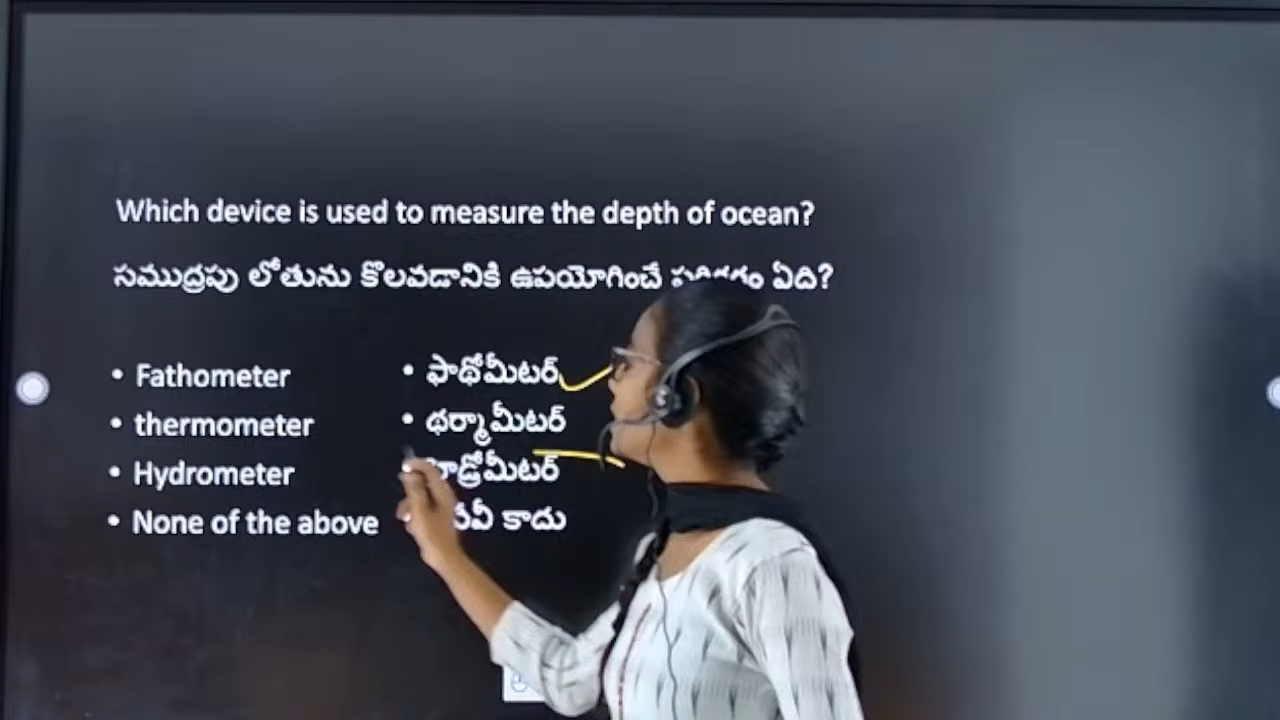 Which device is used to measure the depth of ocean?
సముద్రపు లోతును కొలవడానికి ఉపయోగించే ఏది?
• Fathometer • ఫాథోమీటర్
• thermometer • థర్మామీటర్
• Hydrometer
• None of the above కాదు